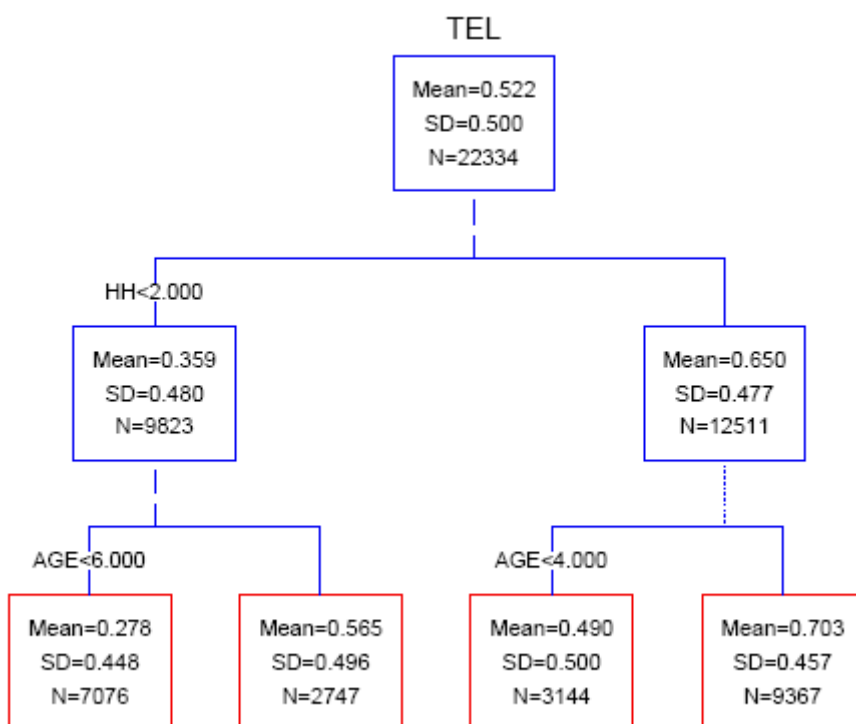 TEL
Mean=0.522
SD=0.500
N=22334
HH<2.000
Mean=0.359
SD=0.480
N=9823
Mean=0.650
SD=0.477
N=12511
AGE<6.000
AGE<4.000
Mean=0.278
SD=0.448
N=7076
Mean=0.565
SD=0.496
N=2747
Mean=0.490
SD=0.500
N=3144
Mean=0.703
SD=0.457
N=9367